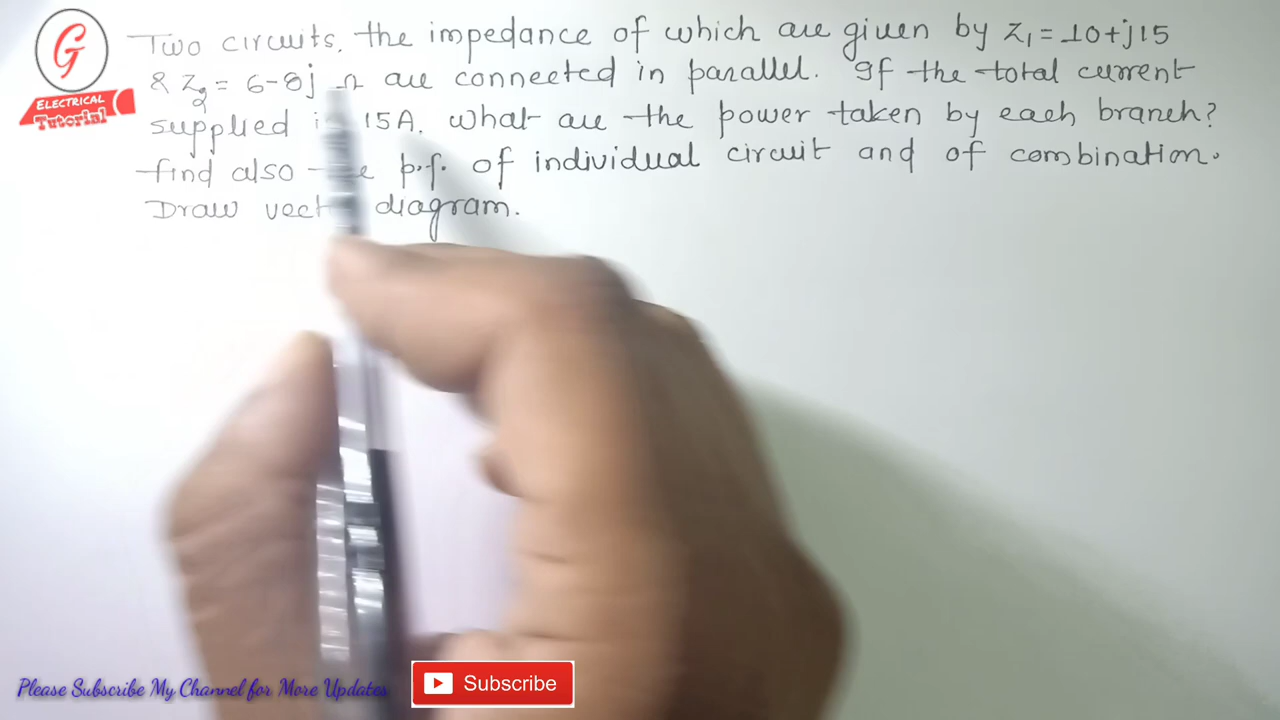 G
ELECTRICAL
Tutorial
Two circuits, the impedance of which are given by Z1 = 10+j15
& Z2 = 6-8j Ω are connected in parallel. If the total current
supplied 15A. What are the power taken by each branch?
find also p.f. of individual circuit and of combination.
Draw diagram.
Please Subscribe My Channel for More Updates
Subscribe